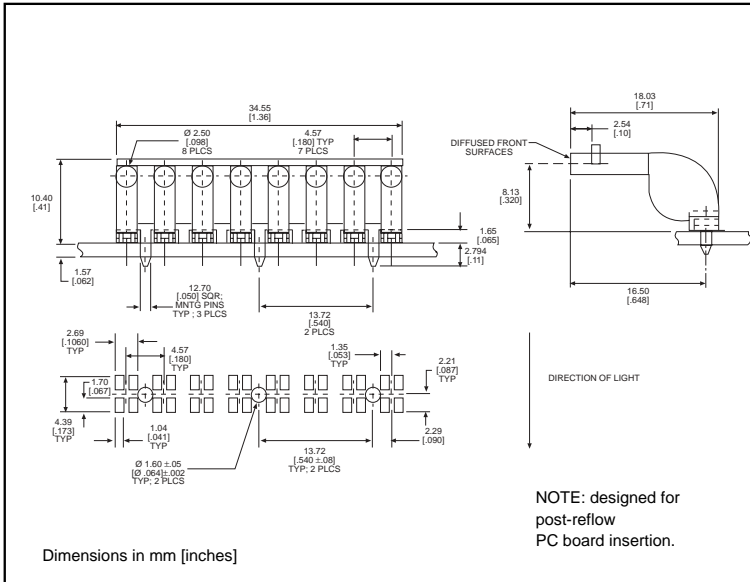 34.55
[1.36]
Ø 2.50
[.098]
8 PLCS
4.57
[.180] TYP
7 PLCS
10.40
[.41]
1.65
[.065]
2.794
[.11]
1.57
[.062]
12.70
[.050] SQR;
MNTG PINS
TYP ; 3 PLCS
13.72
[.540]
2 PLCS
18.03
[.71]
2.54
[.10]
DIFFUSED FRONT
SURFACES
8.13
[.320]
16.50
[.648]
2.69
[.1060]
TYP
4.57
[.180]
TYP
1.35
[.053]
TYP
2.21
[.087]
TYP
1.70
[.067]
4.39
[.173]
TYP
1.04
[.041]
TYP
13.72
[.540 ±.08]
TYP; 2 PLCS
2.29
[.090]
Ø 1.60 ±.05
[Ø .064]±.002
TYP; 2 PLCS
DIRECTION OF LIGHT
NOTE: designed for
post-reflow
PC board insertion.
Dimensions in mm [inches]